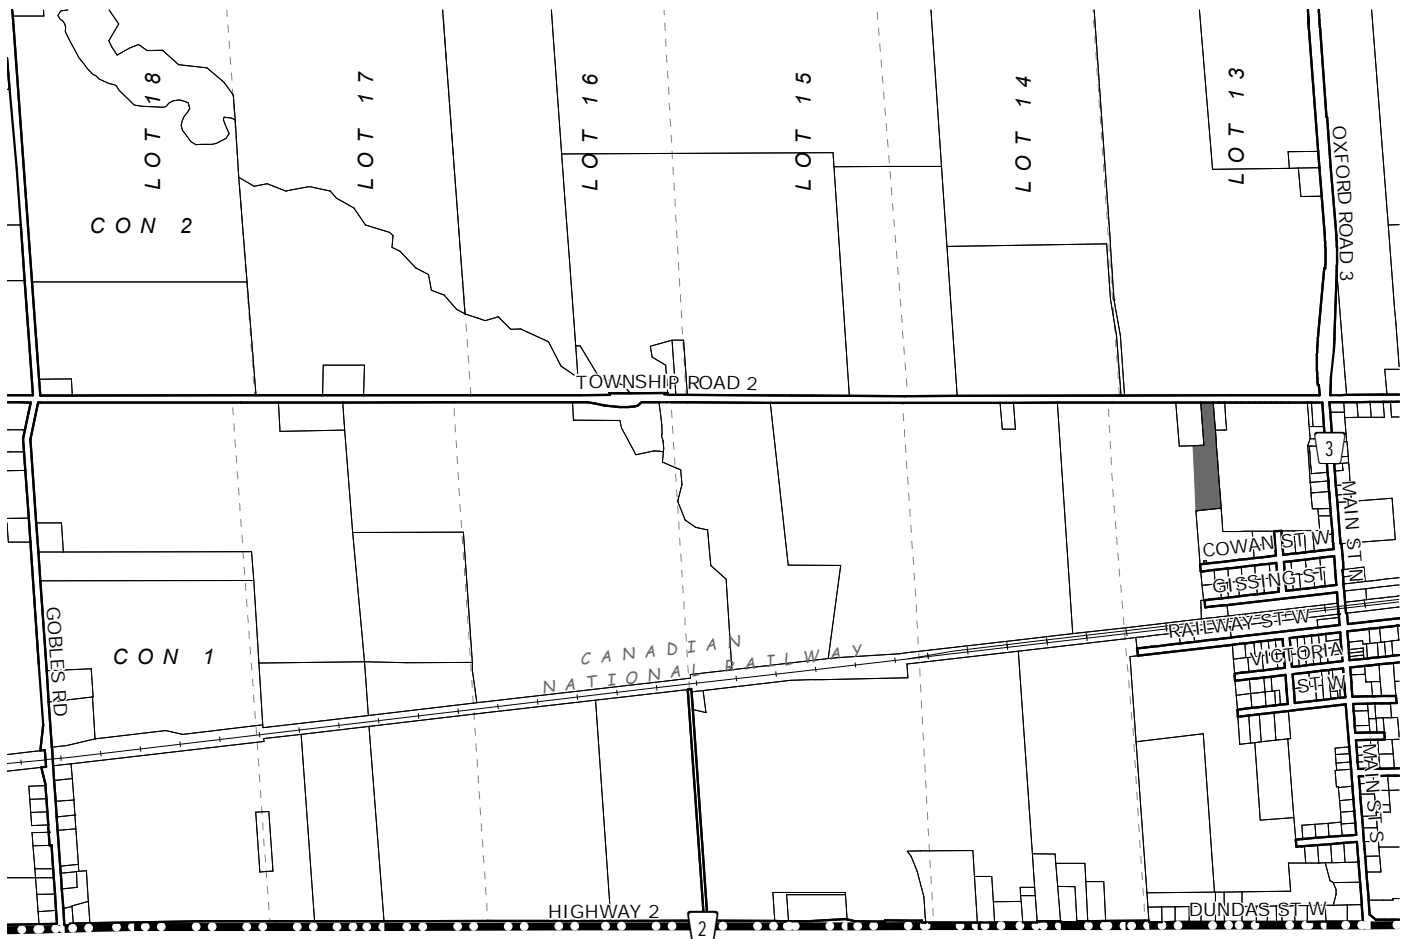 LOT 18
LOT 17
LOT 16
LOT 15
LOT 14
LOT 13
OXFORD ROAD 3
CON 2
TOWNSHIP ROAD 2
3
MAIN ST N
COWAN ST W
GISSING ST
RAILWAY ST W
GOBLES RD
CON 1
CANADIAN
NATIONAL RAILWAY
VICTORIA
ST W
MAIN ST S
HIGHWAY 2
2
DUNDAS ST W